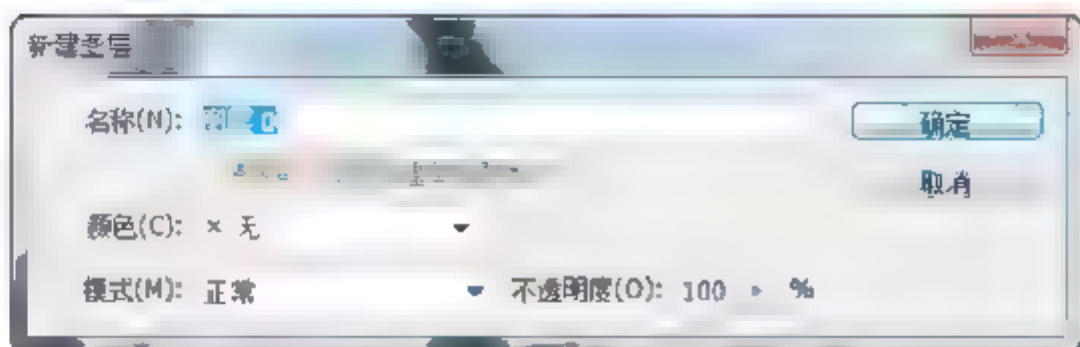 新建图层
名称(N): 确定
取消
颜色(C): × 无
模式(M): 正常 不透明度(O): 100 %